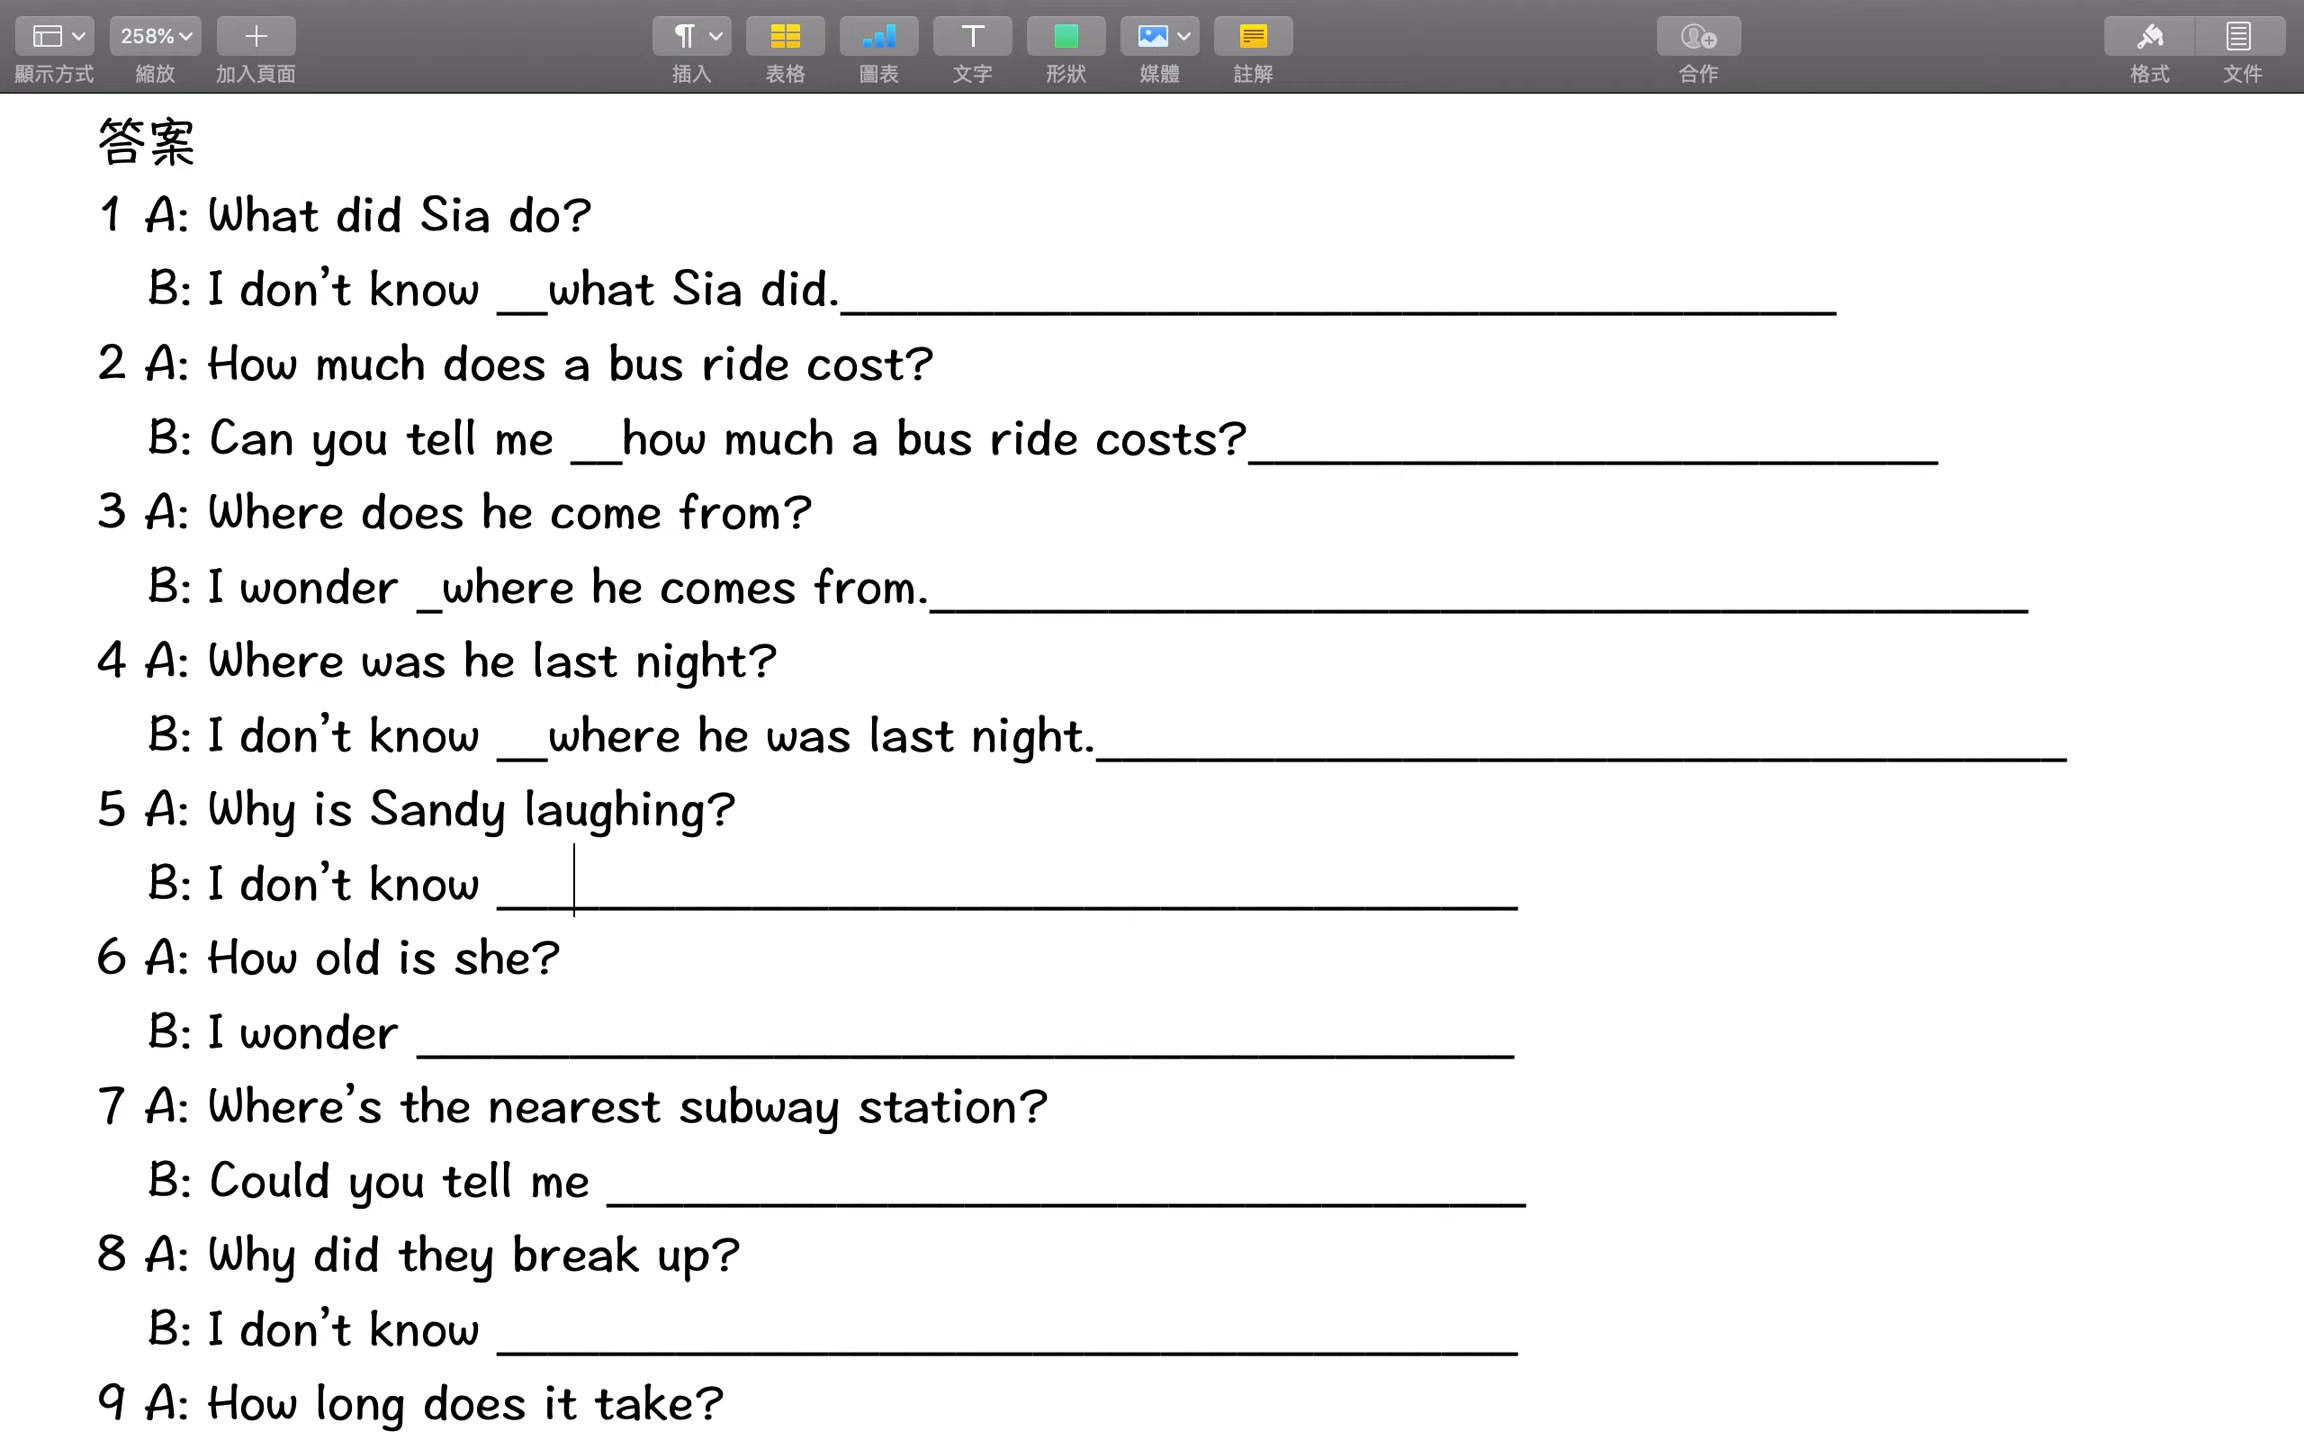 258%
顯示方式 縮放 加入頁面 插入 表格 圖表 文字 形狀 媒體 註解 合作 格式 文件
答案
1 A: What did Sia do?
B: I don't know __what Sia did._______________________________________
2 A: How much does a bus ride cost?
B: Can you tell me __how much a bus ride costs?___________________________
3 A: Where does he come from?
B: I wonder _where he comes from.___________________________________________
4 A: Where was he last night?
B: I don't know __where he was last night.______________________________________
5 A: Why is Sandy laughing?
B: I don't know ________________________________________
6 A: How old is she?
B: I wonder ___________________________________________
7 A: Where's the nearest subway station?
B: Could you tell me ____________________________________
8 A: Why did they break up?
B: I don't know ________________________________________
9 A: How long does it take?